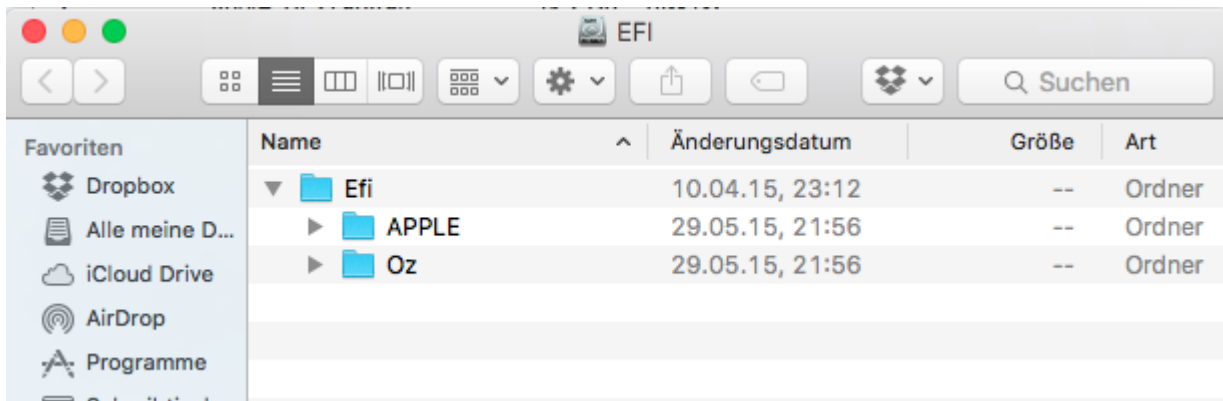 EFI
Suchen
Favoriten
Name Änderungsdatum Größe Art
Dropbox
Efi 10.04.15, 23:12 -- Ordner
Alle meine D...
APPLE 29.05.15, 21:56 -- Ordner
Oz 29.05.15, 21:56 -- Ordner
iCloud Drive
AirDrop
Programme